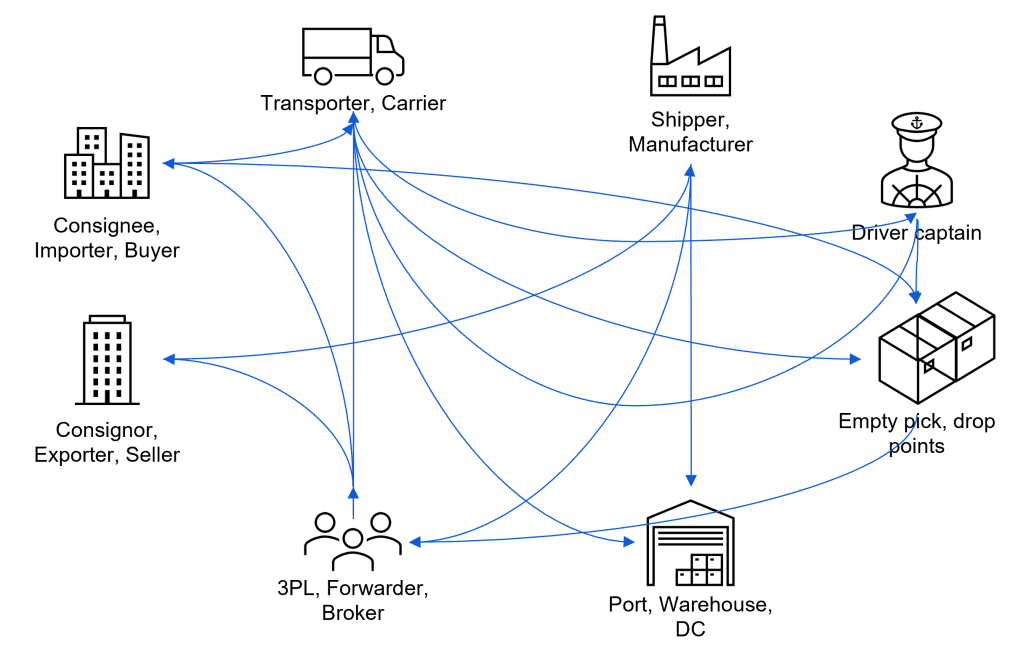 Transporter, Carrier
Shipper,
Manufacturer
Consignee,
Importer, Buyer
Driver captain
Consignor,
Exporter, Seller
Empty pick, drop
points
3PL, Forwarder,
Broker
Port, Warehouse,
DC